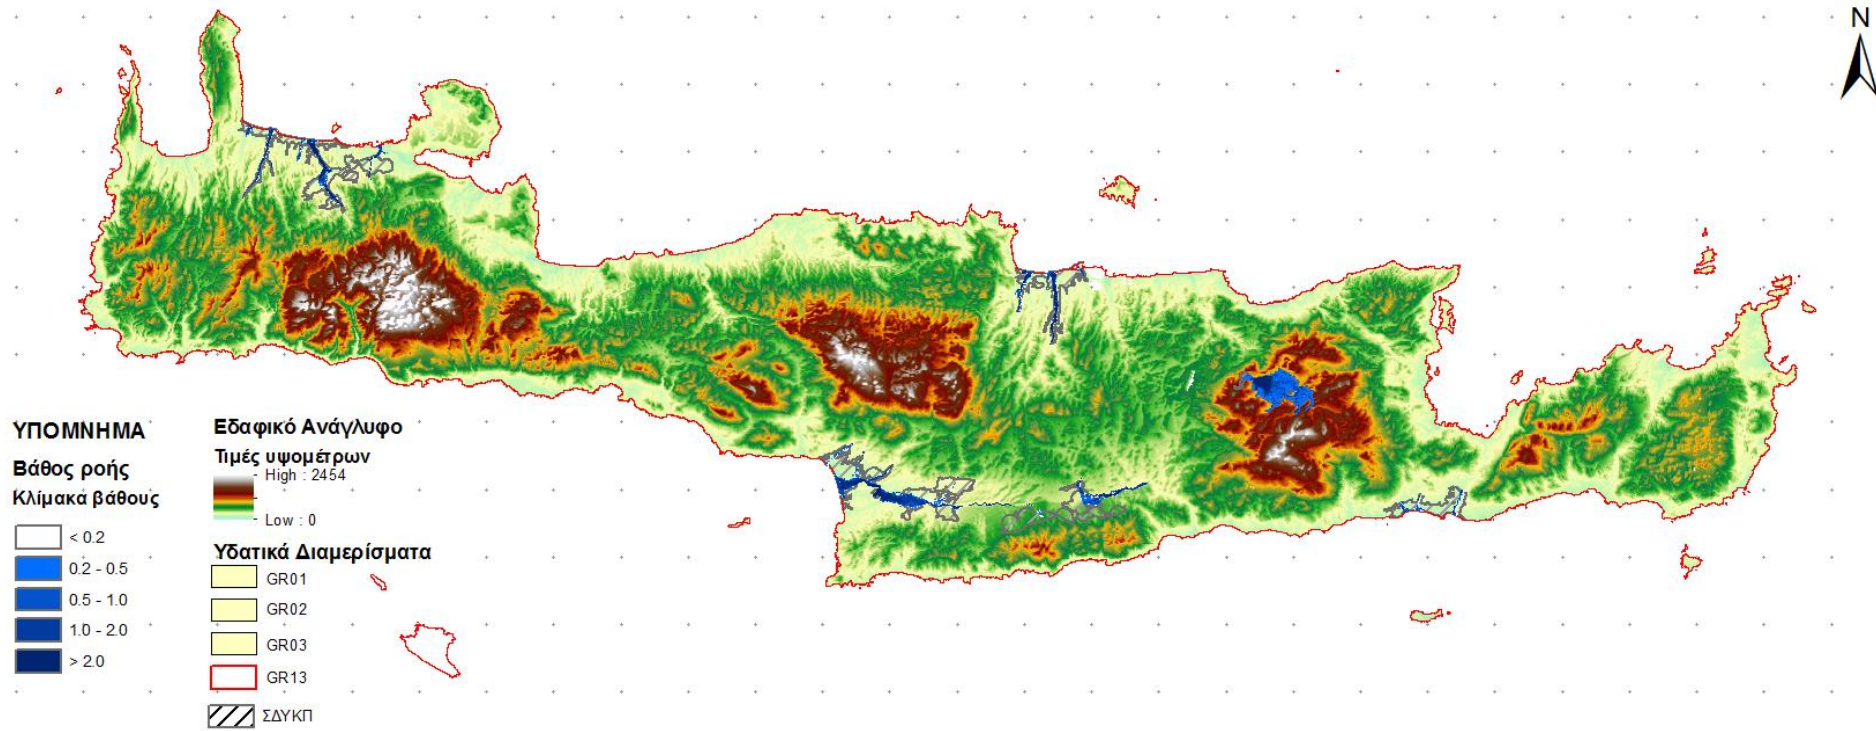 N
ΥΠΟΜΝΗΜΑ
Βάθος ροής
Κλίμακά βάθους
< 0.2
0.2 - 0.5
0.5 - 1.0
1.0 - 2.0
> 2.0
Εδαφικό Ανάγλυφο
Τιμές υψομέτρων
High : 2454
Low : 0
Υδατικά Διαμερίσματα
GR01
GR02
GR03
GR13
ΣΔΥΚΠ